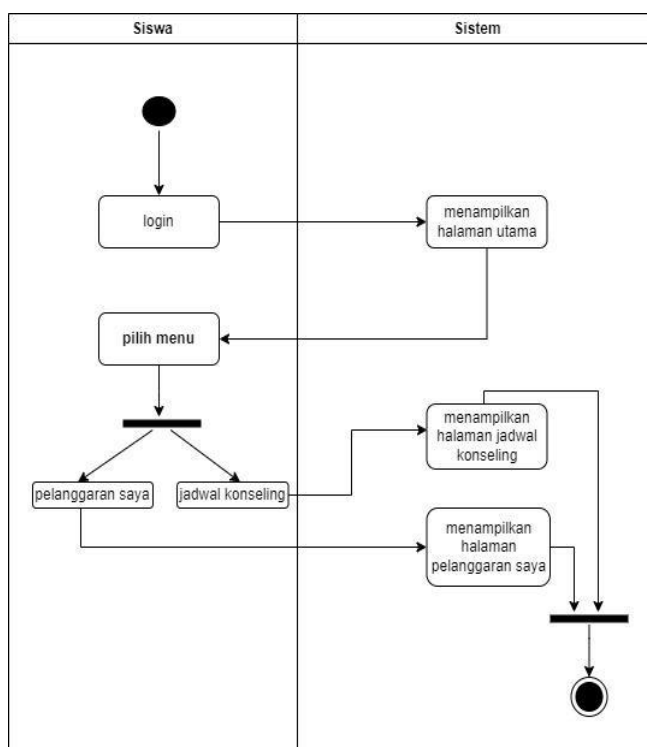 Siswa
Sistem
login
menampilkan
halaman utama
pilih menu
menampilkan
halaman jadwal
konseling
pelanggaran saya
jadwal konseling
menampilkan
halaman
pelanggaran saya